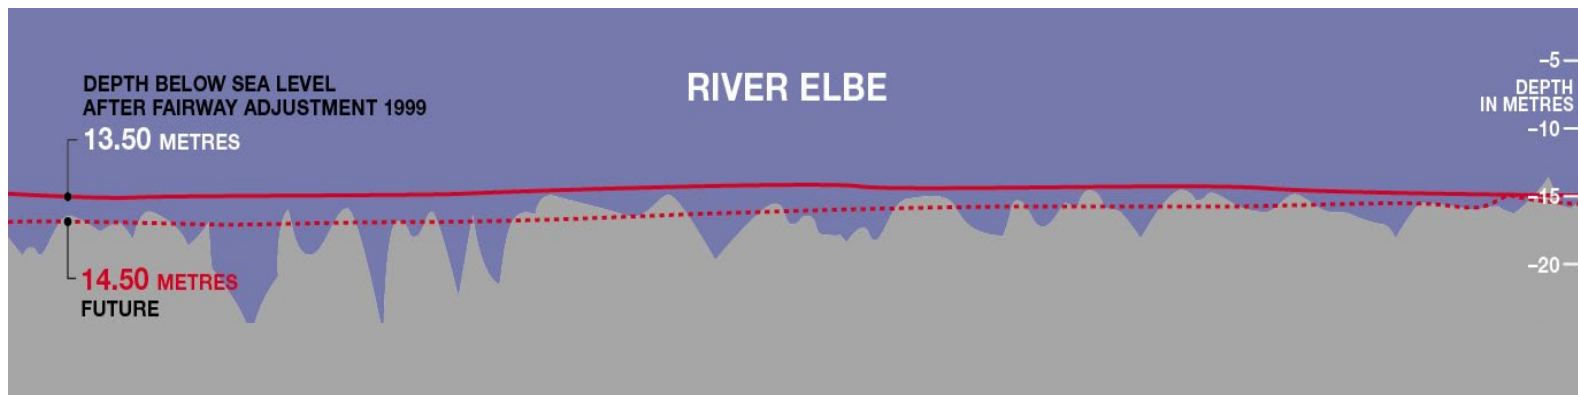 DEPTH BELOW SEA LEVEL
AFTER FAIRWAY ADJUSTMENT 1999
13.50 METRES
RIVER ELBE
–5
DEPTH
IN METRES
–10
–15
–20
14.50 METRES
FUTURE